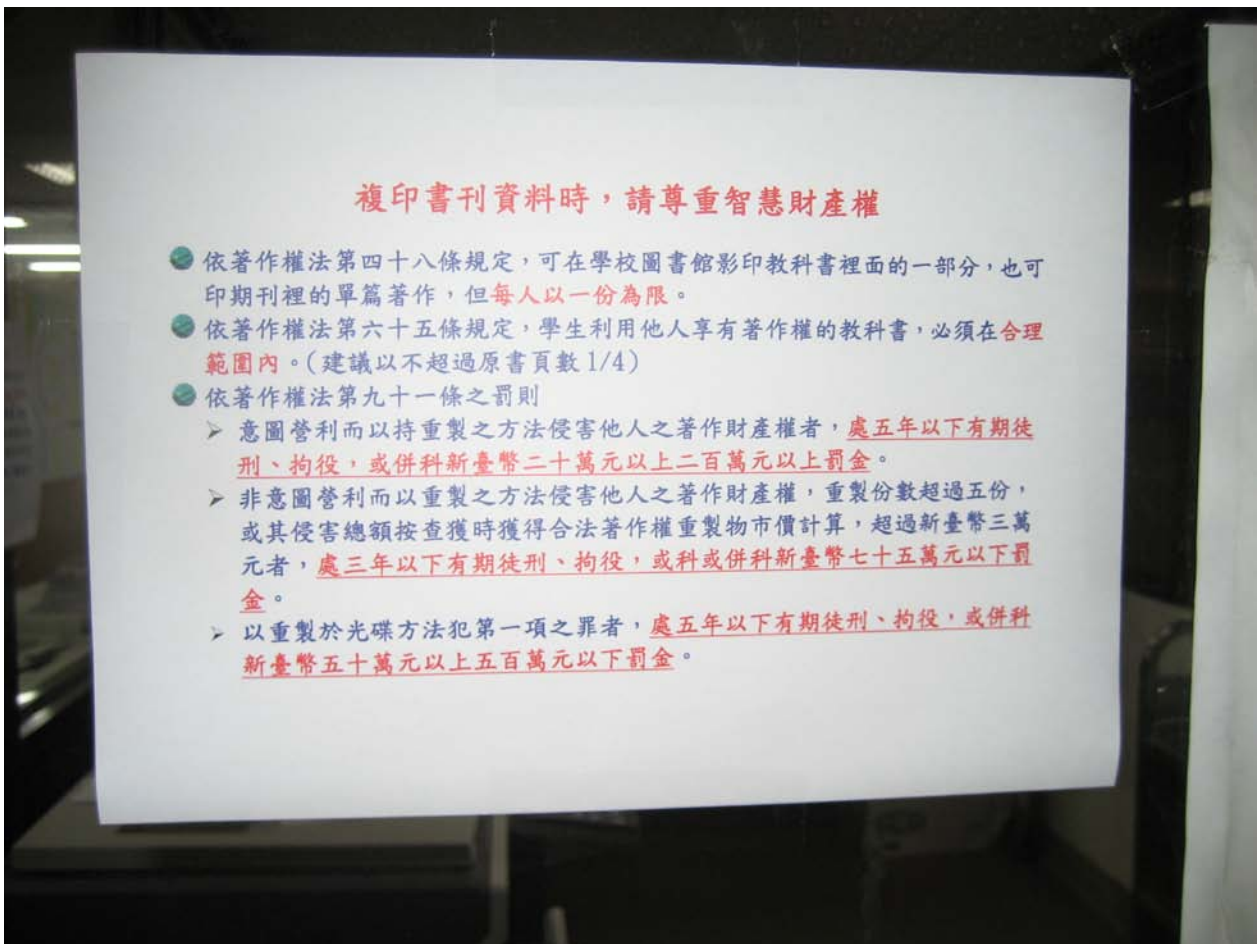 複印書刊資料時，請尊重智慧財產權
依著作權法第四十八條規定，可在學校圖書館影印教科書裡面的一部分，也可
印期刊裡的單篇著作，但每人以一份為限。
依著作權法第六十五條規定，學生利用他人享有著作權的教科書，必須在合理
範圍內。(建議以不超過原書頁數1/4)
依著作權法第九十一條之罰則
意圖營利而以持重製之方法侵害他人之著作財產權者，處五年以下有期徒
刑、拘役，或併科新臺幣二十萬元以上二百萬元以上罰金。
非意圖營利而以重製之方法侵害他人之著作財產權，重製份數超過五份，
或其侵害總額按查獲時獲得合法著作權重製物市價計算，超過新臺幣三萬
元者，處三年以下有期徒刑、拘役，或科或併科新臺幣七十五萬元以下罰
金。
以重製於光碟方法犯第一項之罪者，處五年以下有期徒刑、拘役，或併科
新臺幣五十萬元以上五百萬元以下罰金。